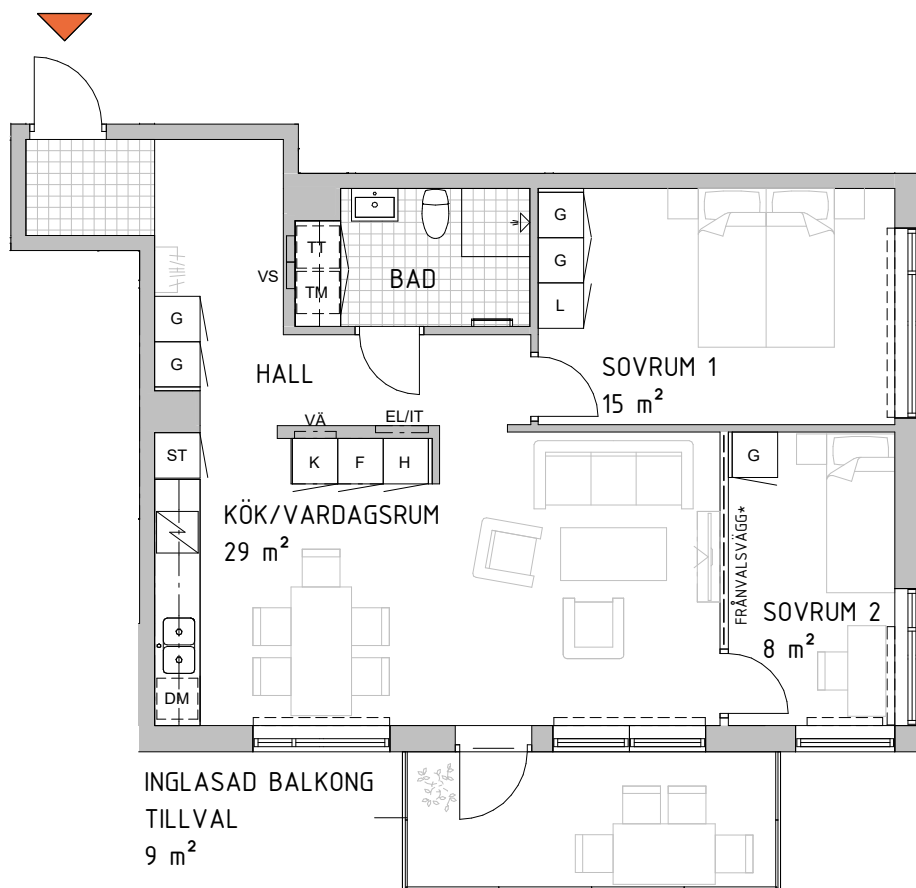 TT
VS
TM
BAD
G
G
L
G
G
HALL
SOVRUM 1
15 m²
VÄ
EL/IT
ST
K
F
H
G
KÖK/VARDAGSRUM
29 m²
FRÅNVALSVÄGG*
SOVRUM 2
8 m²
DM
INGLASAD BALKONG
TILLVAL
9 m²